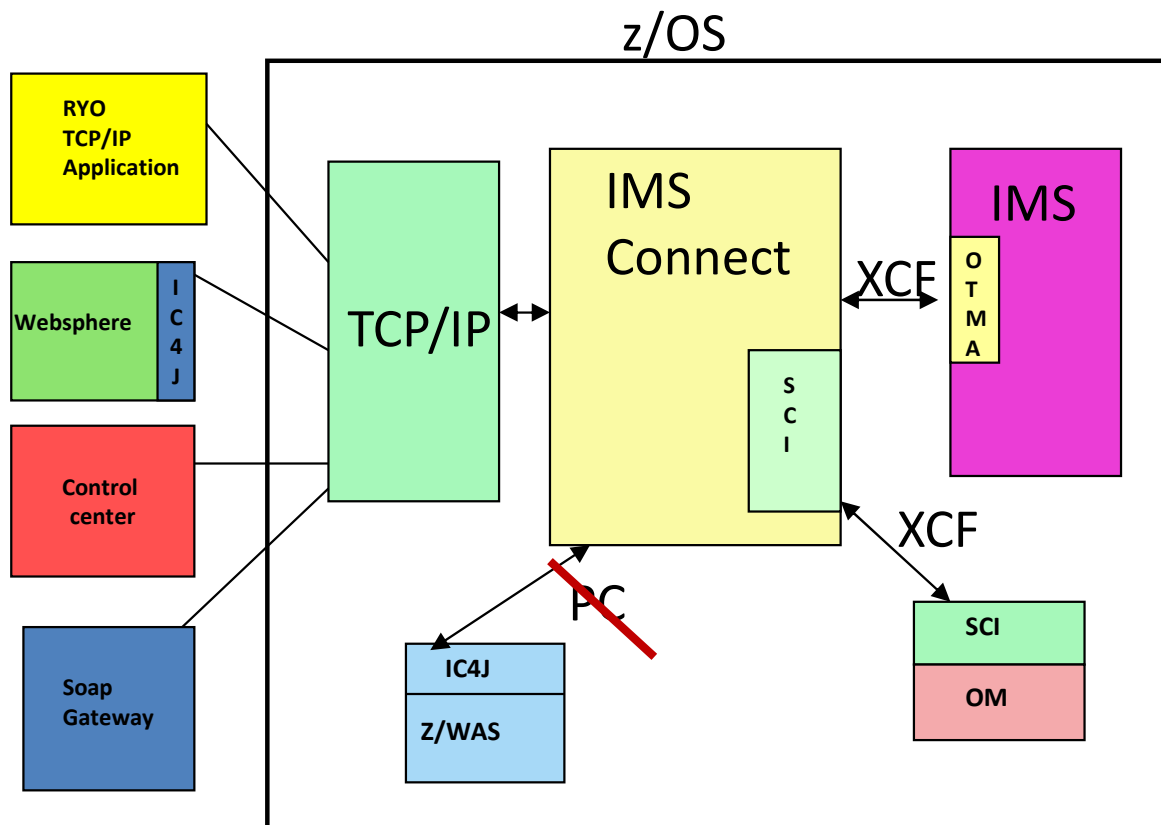 z/OS
RYO
TCP/IP
Application
Websphere
I
C
4
J
Control
center
Soap
Gateway
TCP/IP
IMS
Connect
S
C
I
XCF
IMS
O
T
M
A
XCF
PC
IC4J
Z/WAS
SCI
OM